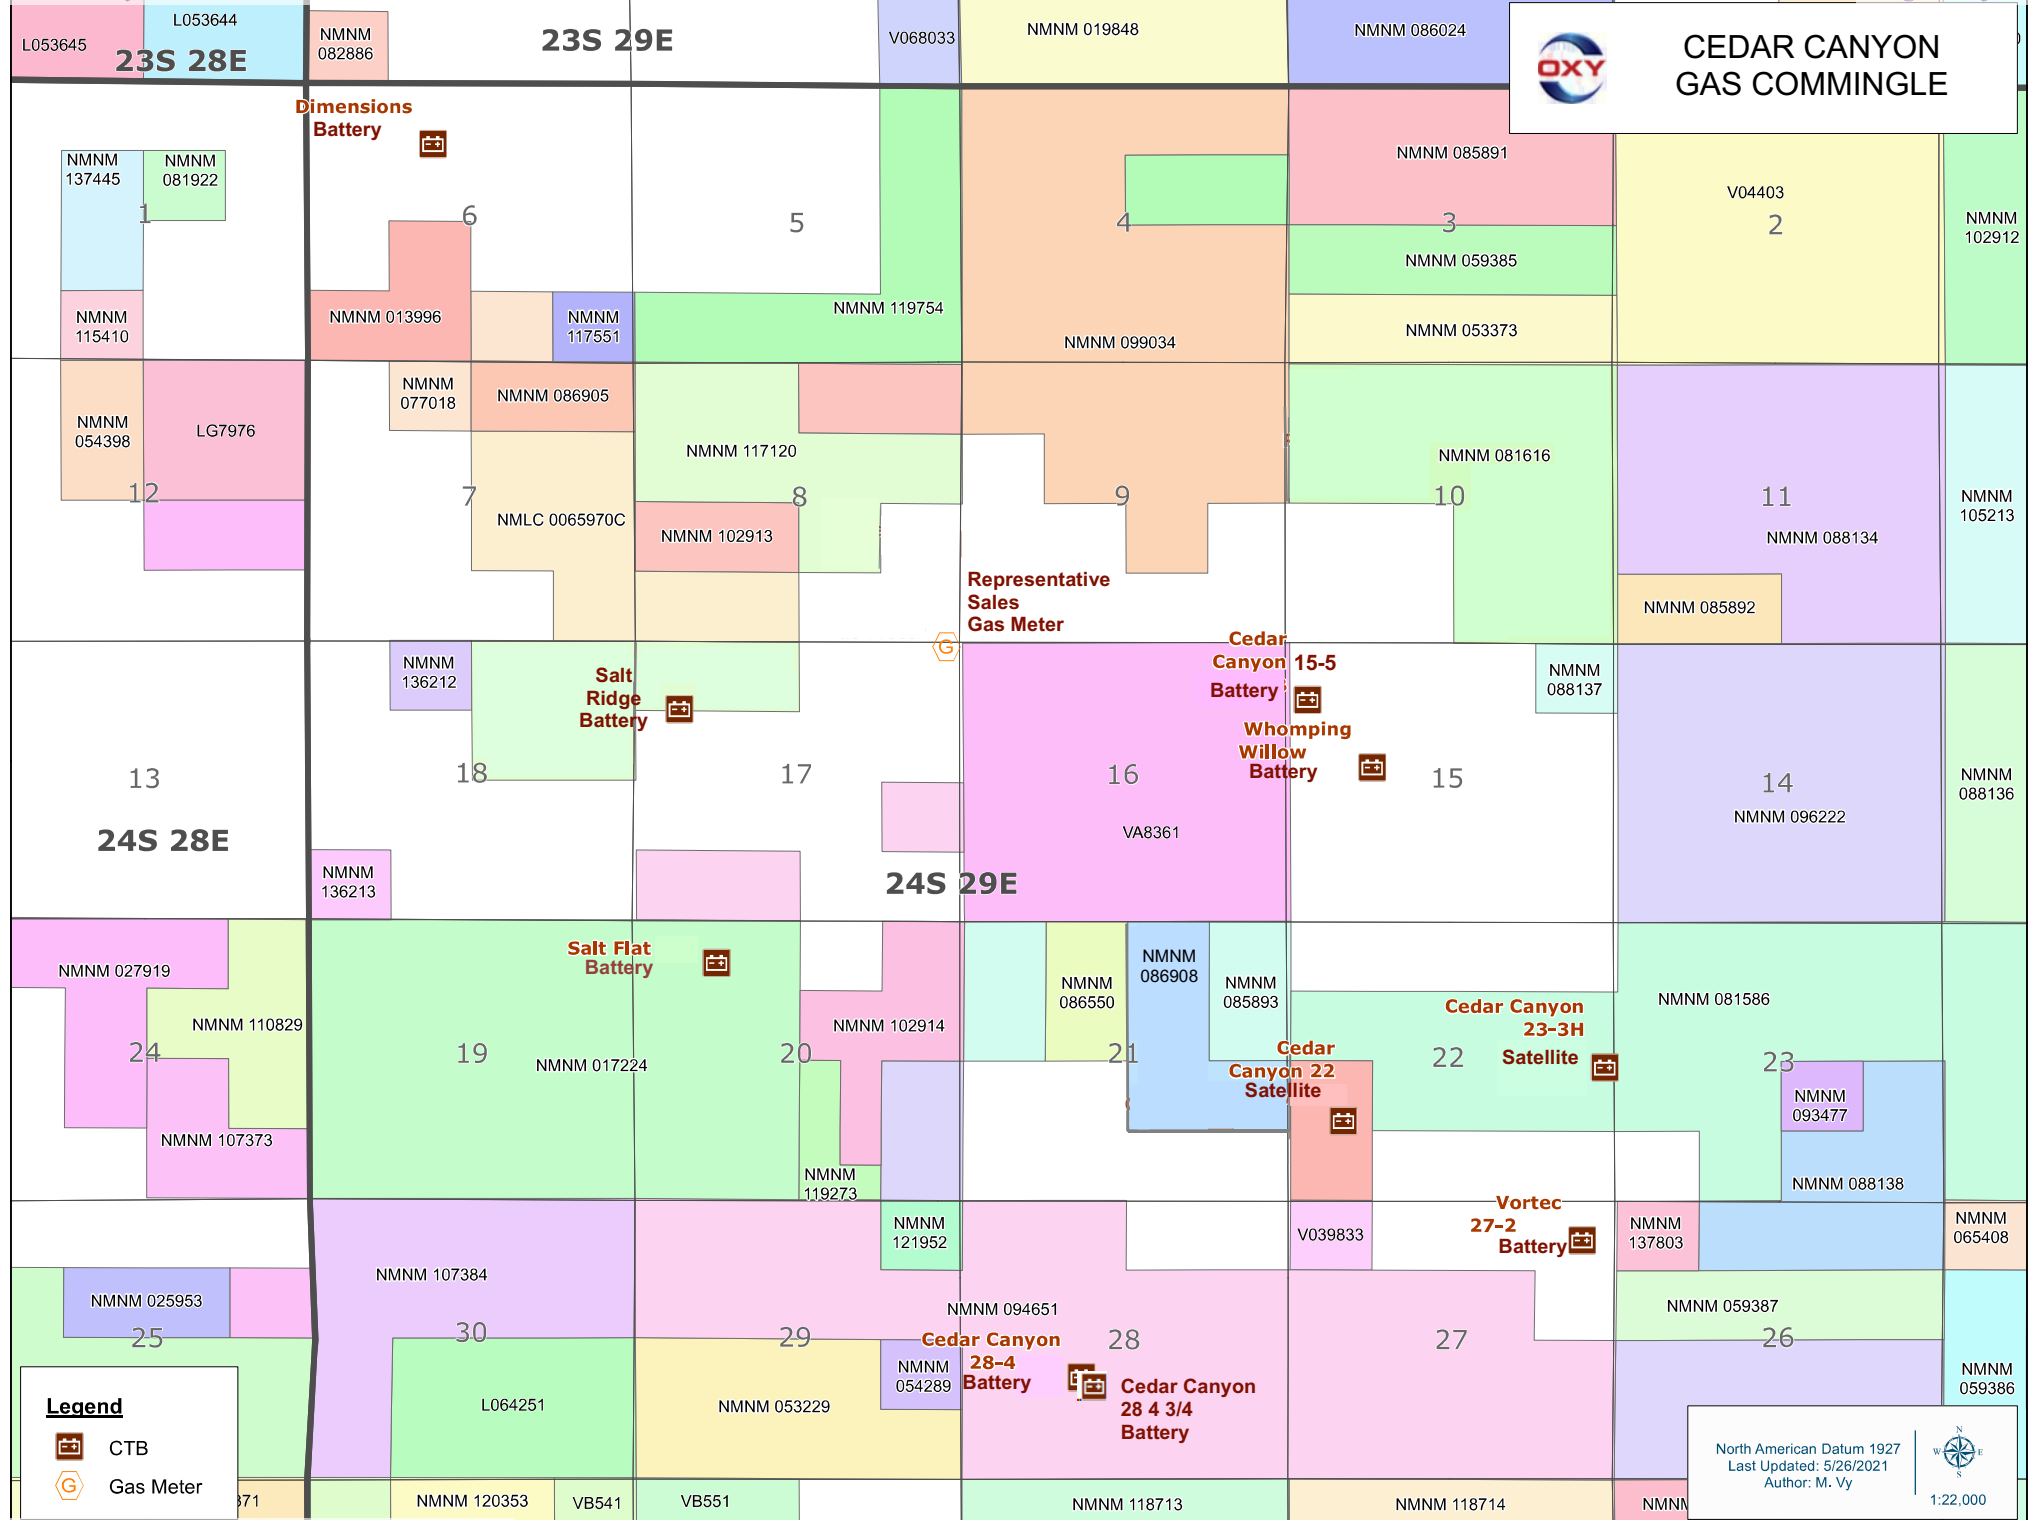 L053645
L053644
23S 28E
NMNM
082886
23S 29E
V068033
NMNM 019848
NMNM 086024
OXY
CEDAR CANYON
GAS COMMINGLE
Dimensions
Battery
NMNM
137445
NMNM
081922
1
6
5
4
NMNM 085891
3
V04403
2
NMNM
102912
NMNM 059385
NMNM
115410
NMNM 013996
NMNM
117551
NMNM 119754
NMNM 099034
NMNM 053373
NMNM
054398
LG7976
NMNM
077018
NMNM 086905
NMNM 117120
NMNM 081616
12
7
NMLC 0065970C
8
NMNM 102913
9
10
11
NMNM 088134
NMNM
105213
Representative
Sales
Gas Meter
NMNM 085892
G
Cedar
Canyon 15-5
Battery
NMNM
136212
Salt
Ridge
Battery
NMNM
088137
Whomping
Willow
Battery
13
18
17
16
15
14
NMNM
088136
24S 28E
VA8361
NMNM 096222
NMNM
136213
24S 29E
NMNM 027919
Salt Flat
Battery
NMNM
086550
NMNM
086908
NMNM
085893
Cedar Canyon
23-3H
Satellite
NMNM 081586
NMNM 110829
NMNM 102914
24
19
NMNM 017224
20
21
Cedar
Canyon 22
Satellite
22
23
NMNM
093477
NMNM 107373
NMNM
119273
NMNM 088138
NMNM
121952
V039833
Vortec
27-2
Battery
NMNM
137803
NMNM
065408
NMNM 107384
NMNM 025953
NMNM 094651
NMNM 059387
25
30
29
28
27
26
Cedar Canyon
28-4
Battery
NMNM
054289
Cedar Canyon
28 4 3/4
Battery
NMNM
059386
L064251
NMNM 053229
Legend
CTB
G
Gas Meter
371
NMNM 120353
VB541
VB551
NMNM 118713
NMNM 118714
NMNM
North American Datum 1927
Last Updated: 5/26/2021
Author: M. Vy
N
W
E
S
1:22,000